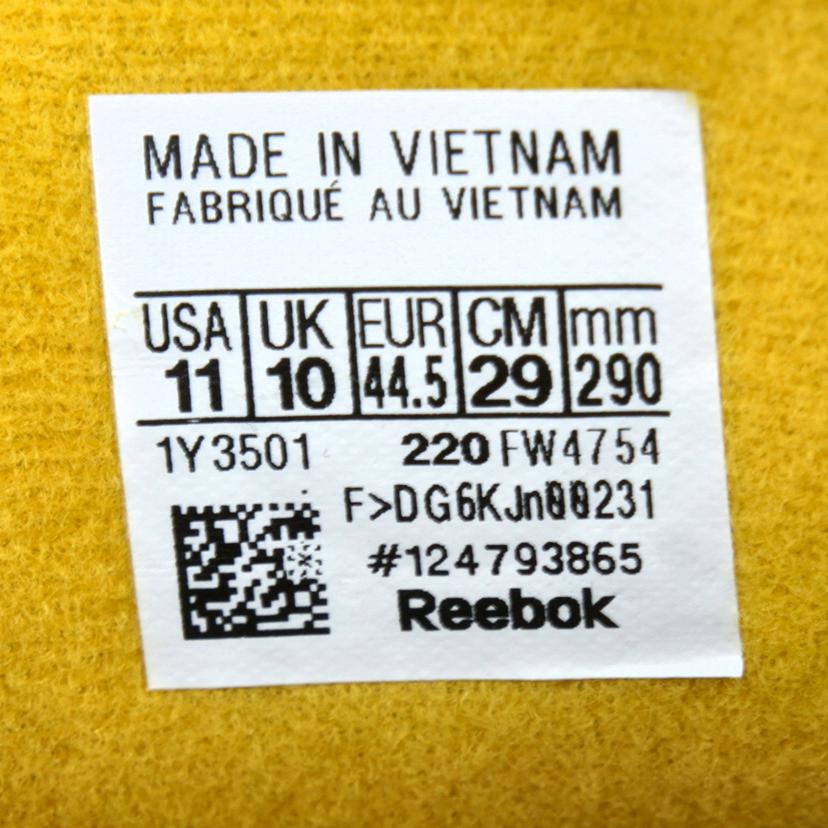 MADE IN VIETNAM
FABRIQUÉ AU VIETNAM
USA UK EUR CM mm
11 10 44.5 29 290
1Y3501 220 FW4754
#124793865
Reebok